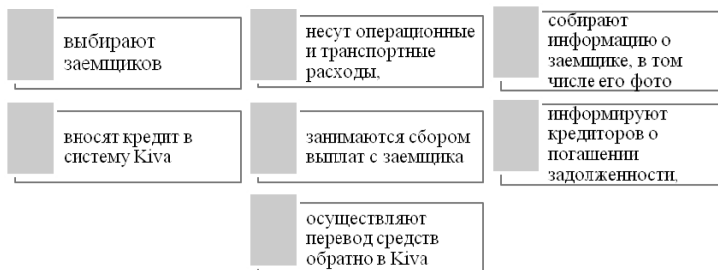 выбирают
заемщиков
несут операционные
и транспортные
расходы,
собирают
информацию о
заемщике, в том
числе его фото
вносят кредит в
систему Kiva
занимаются сбором
выплат с заемщика
информируют
кредиторов о
погашении
задолженности,
осуществляют
перевод средств
обратно в Kiva